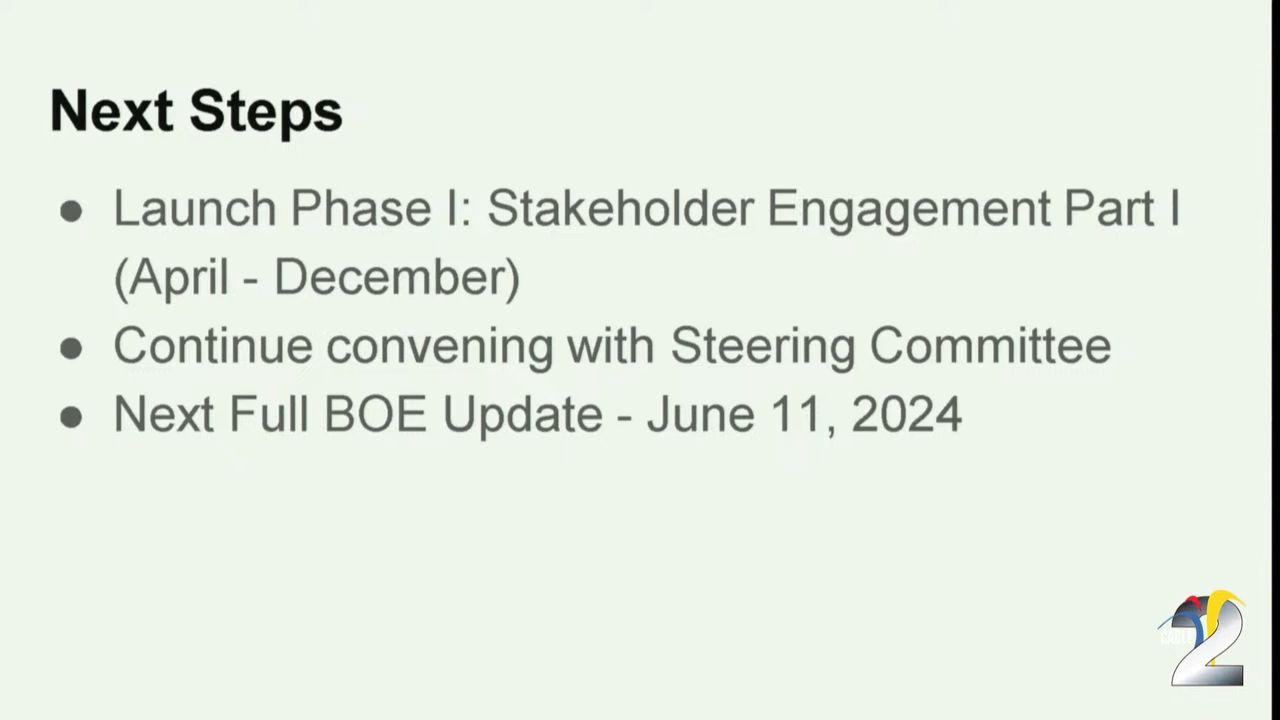 Next Steps
● Launch Phase I: Stakeholder Engagement Part I
(April - December)
● Continue convening with Steering Committee
● Next Full BOE Update - June 11, 2024
2